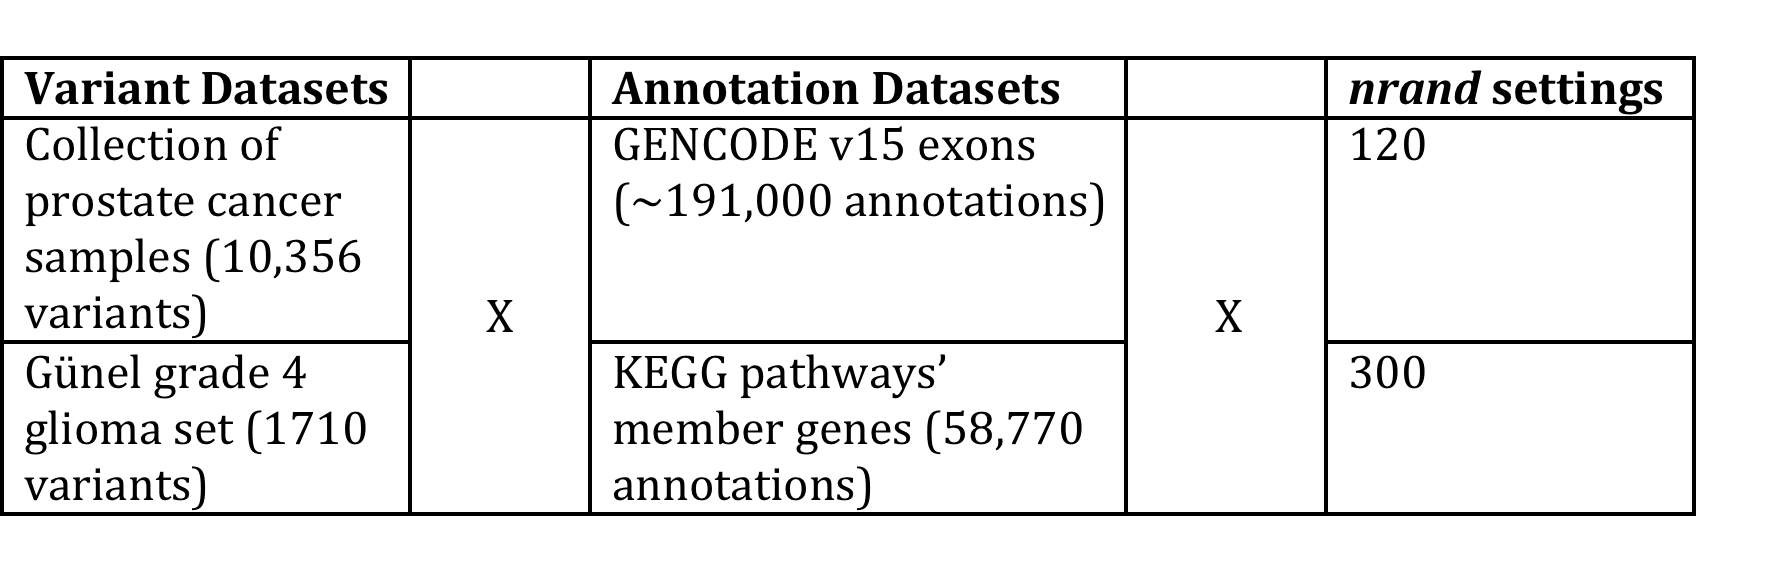 Variant Datasets
Annotation Datasets
nrand settings
Collection of
prostate cancer
samples (10,356
variants)
X
GENCODE v15 exons
(~191,000 annotations)
X
120
Günel grade 4
glioma set (1710
variants)
KEGG pathways’
member genes (58,770
annotations)
300